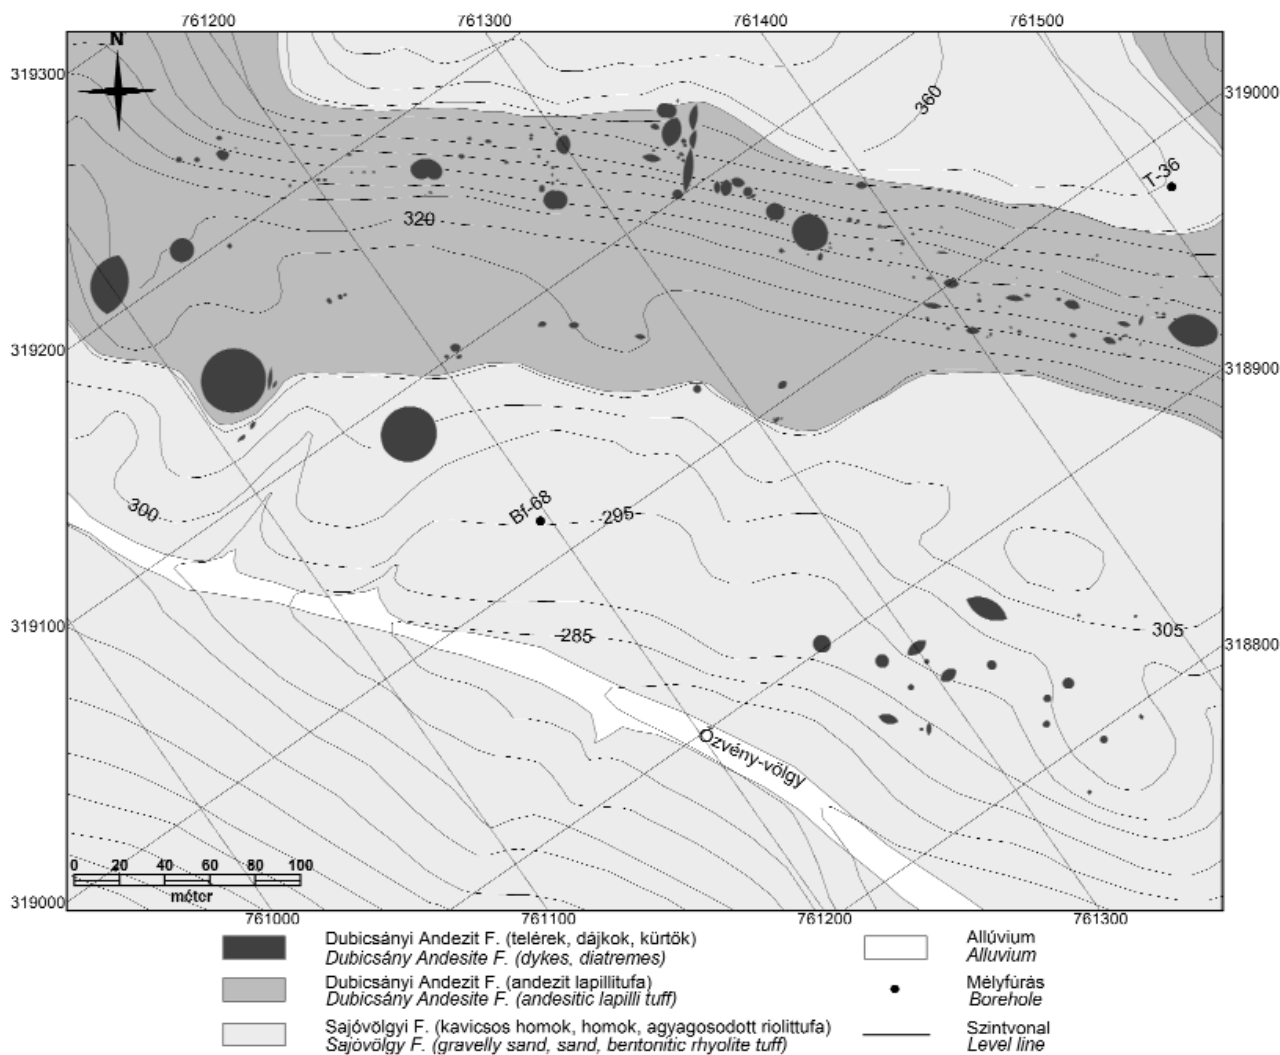 761200
761300
761400
761500
N
319300
319000
360
T-36
320
319200
318900
300
Bf-68
295
319100
285
305
318800
Özvény-völgy
0 20 40 60 80 100
méter
319000
761000
761100
761200
761300
Dubicsányi Andezit F. (telérek, dájkok, kürtők)
Dubicsány Andesite F. (dykes, diatremes)
Dubicsányi Andezit F. (andezit lapillitufa)
Dubicsány Andesite F. (andesitic lapilli tuff)
Sajóvölgyi F. (kavicsos homok, homok, agyagosodott riolittufa)
Sajóvölgy F. (gravelly sand, sand, bentonitic rhyolite tuff)
Allúvium
Alluvium
Mélyfúrás
Borehole
Szintvonal
Level line